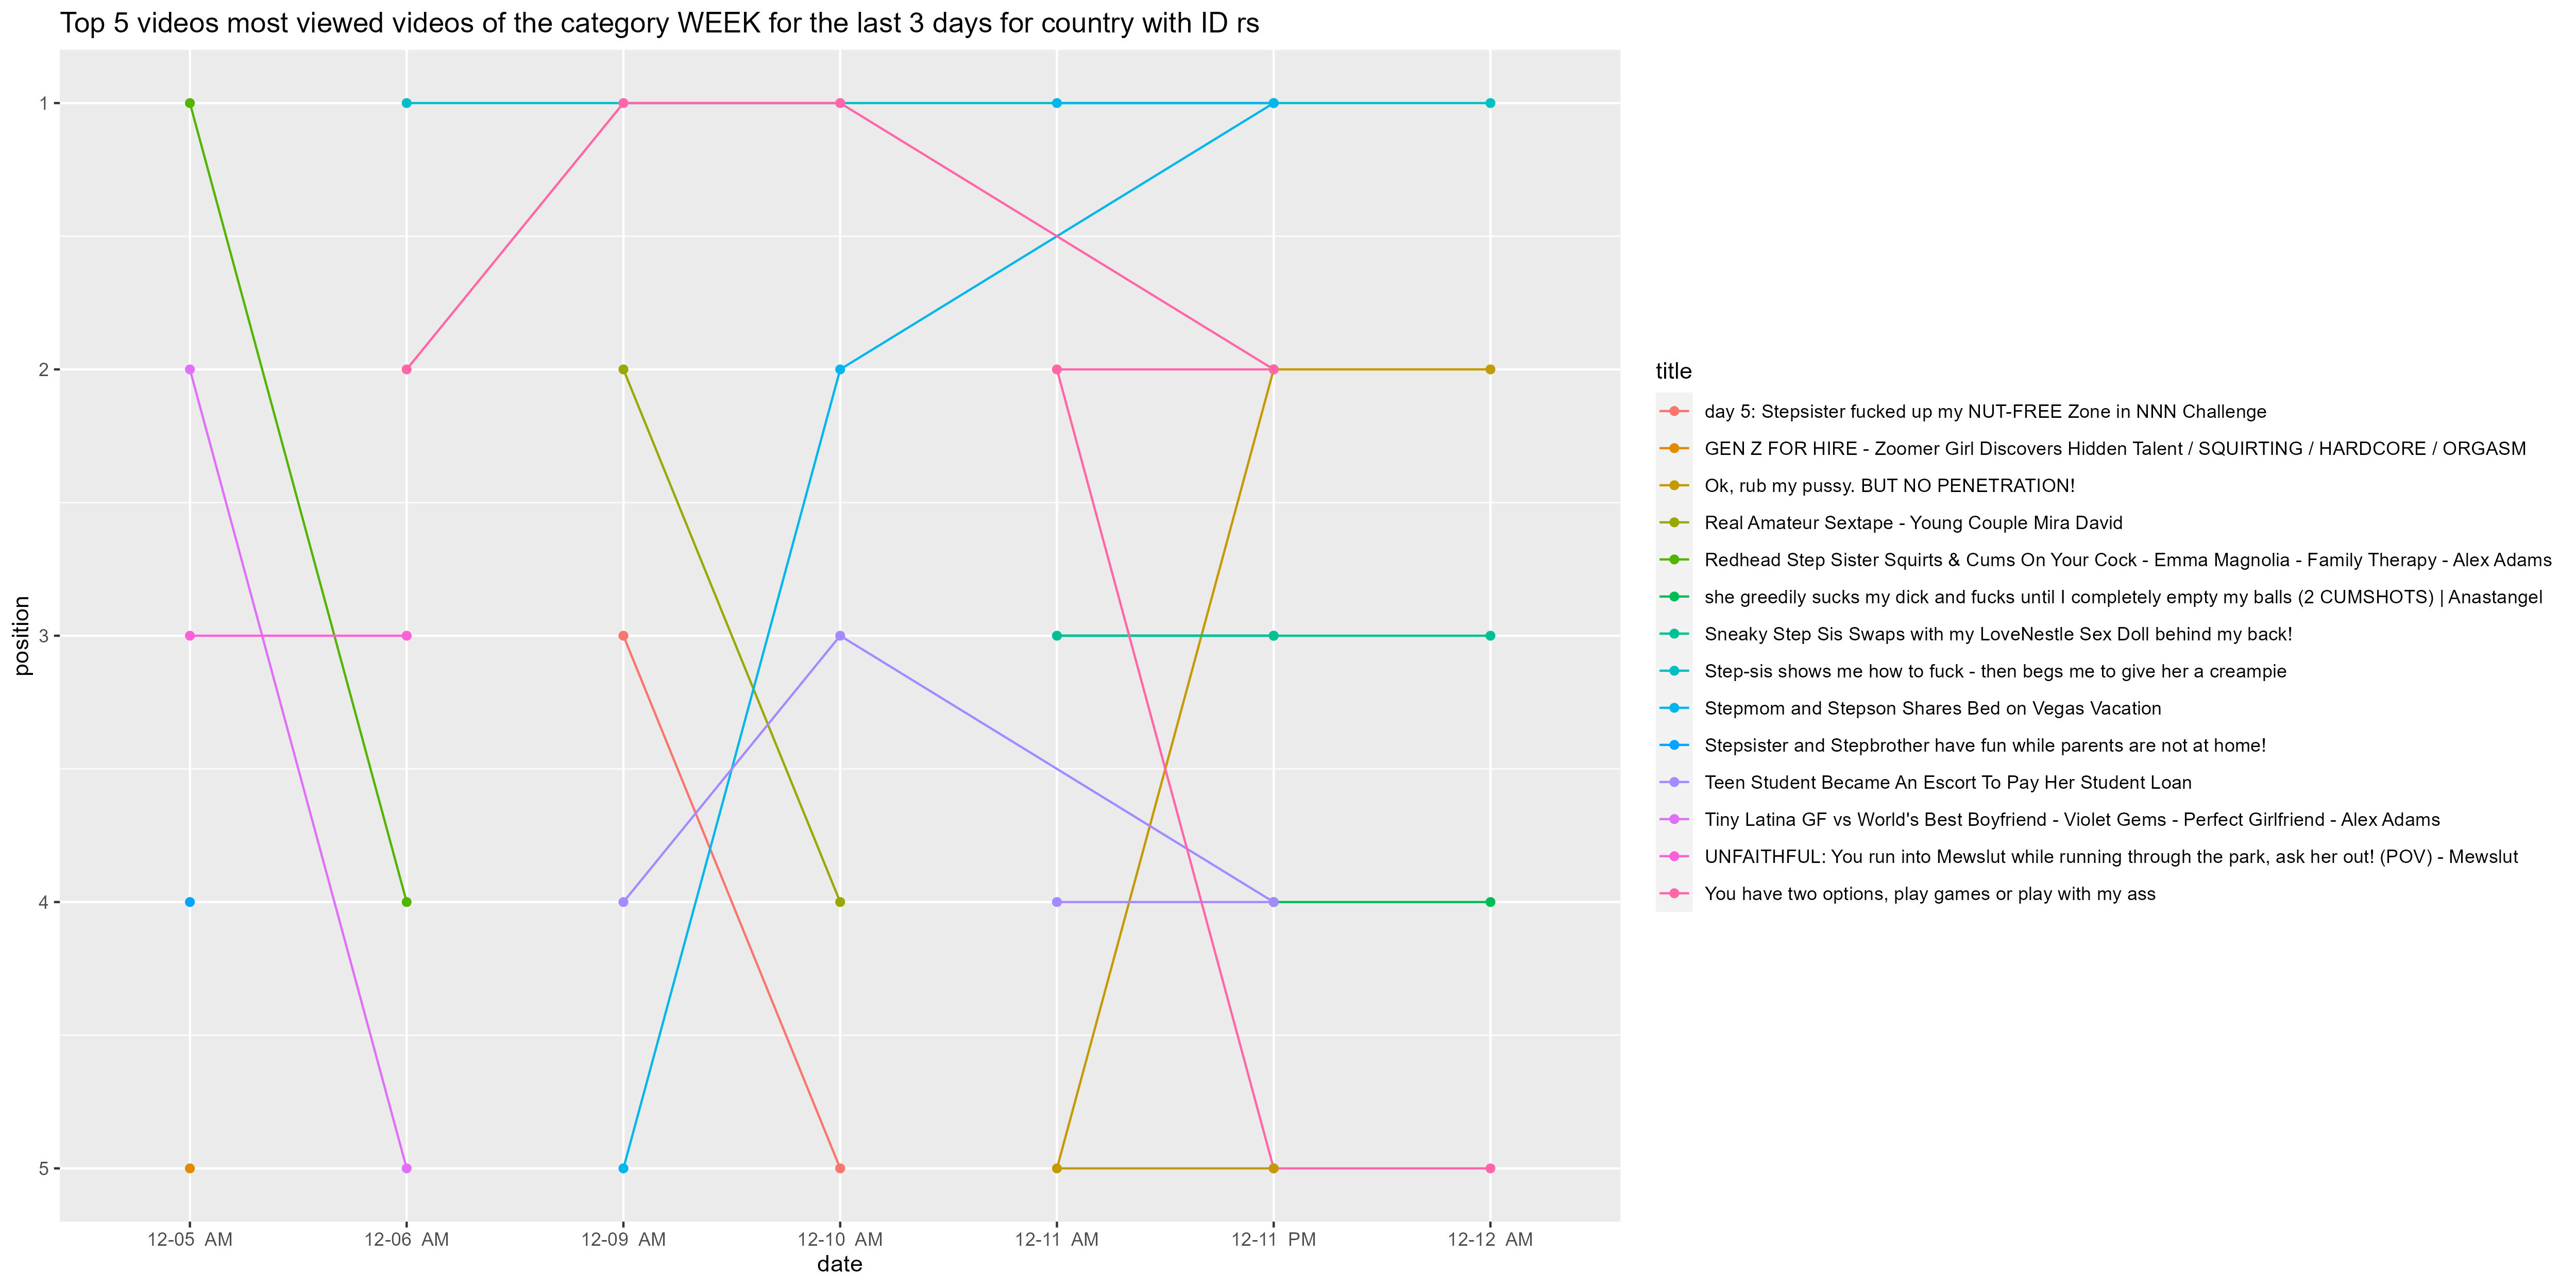 Top 5 videos most viewed videos of the category WEEK for the last 3 days for country with ID rs
position
1
2
3
4
5
12-05 AM
12-06 AM
12-09 AM
12-10 AM
12-11 AM
12-11 PM
12-12 AM
date
title
day 5: Stepsister fucked up my NUT-FREE Zone in NNN Challenge
GEN Z FOR HIRE - Zoomer Girl Discovers Hidden Talent / SQUIRTING / HARDCORE / ORGASM
Ok, rub my pussy. BUT NO PENETRATION!
Real Amateur Sextape - Young Couple Mira David
Redhead Step Sister Squirts & Cums On Your Cock - Emma Magnolia - Family Therapy - Alex Adams
she greedily sucks my dick and fucks until I completely empty my balls (2 CUMSHOTS) | Anastangel
Sneaky Step Sis Swaps with my LoveNestle Sex Doll behind my back!
Step-sis shows me how to fuck - then begs me to give her a creampie
Stepmom and Stepson Shares Bed on Vegas Vacation
Stepsister and Stepbrother have fun while parents are not at home!
Teen Student Became An Escort To Pay Her Student Loan
Tiny Latina GF vs World's Best Boyfriend - Violet Gems - Perfect Girlfriend - Alex Adams
UNFAITHFUL: You run into Mewslut while running through the park, ask her out! (POV) - Mewslut
You have two options, play games or play with my ass